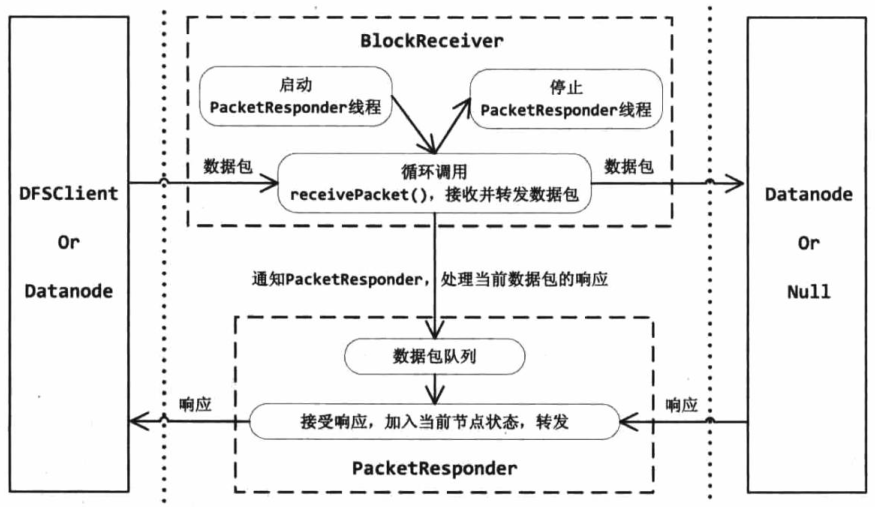 BlockReceiver
启动
PacketResponder线程
停止
PacketResponder线程
数据包
循环调用
receivePacket(), 接收并转发数据包
数据包
DFSClient
Or
Datanode
Datanode
Or
Null
通知PacketResponder, 处理当前数据包的响应
数据包队列
响应
接受响应, 加入当前节点状态, 转发
响应
PacketResponder